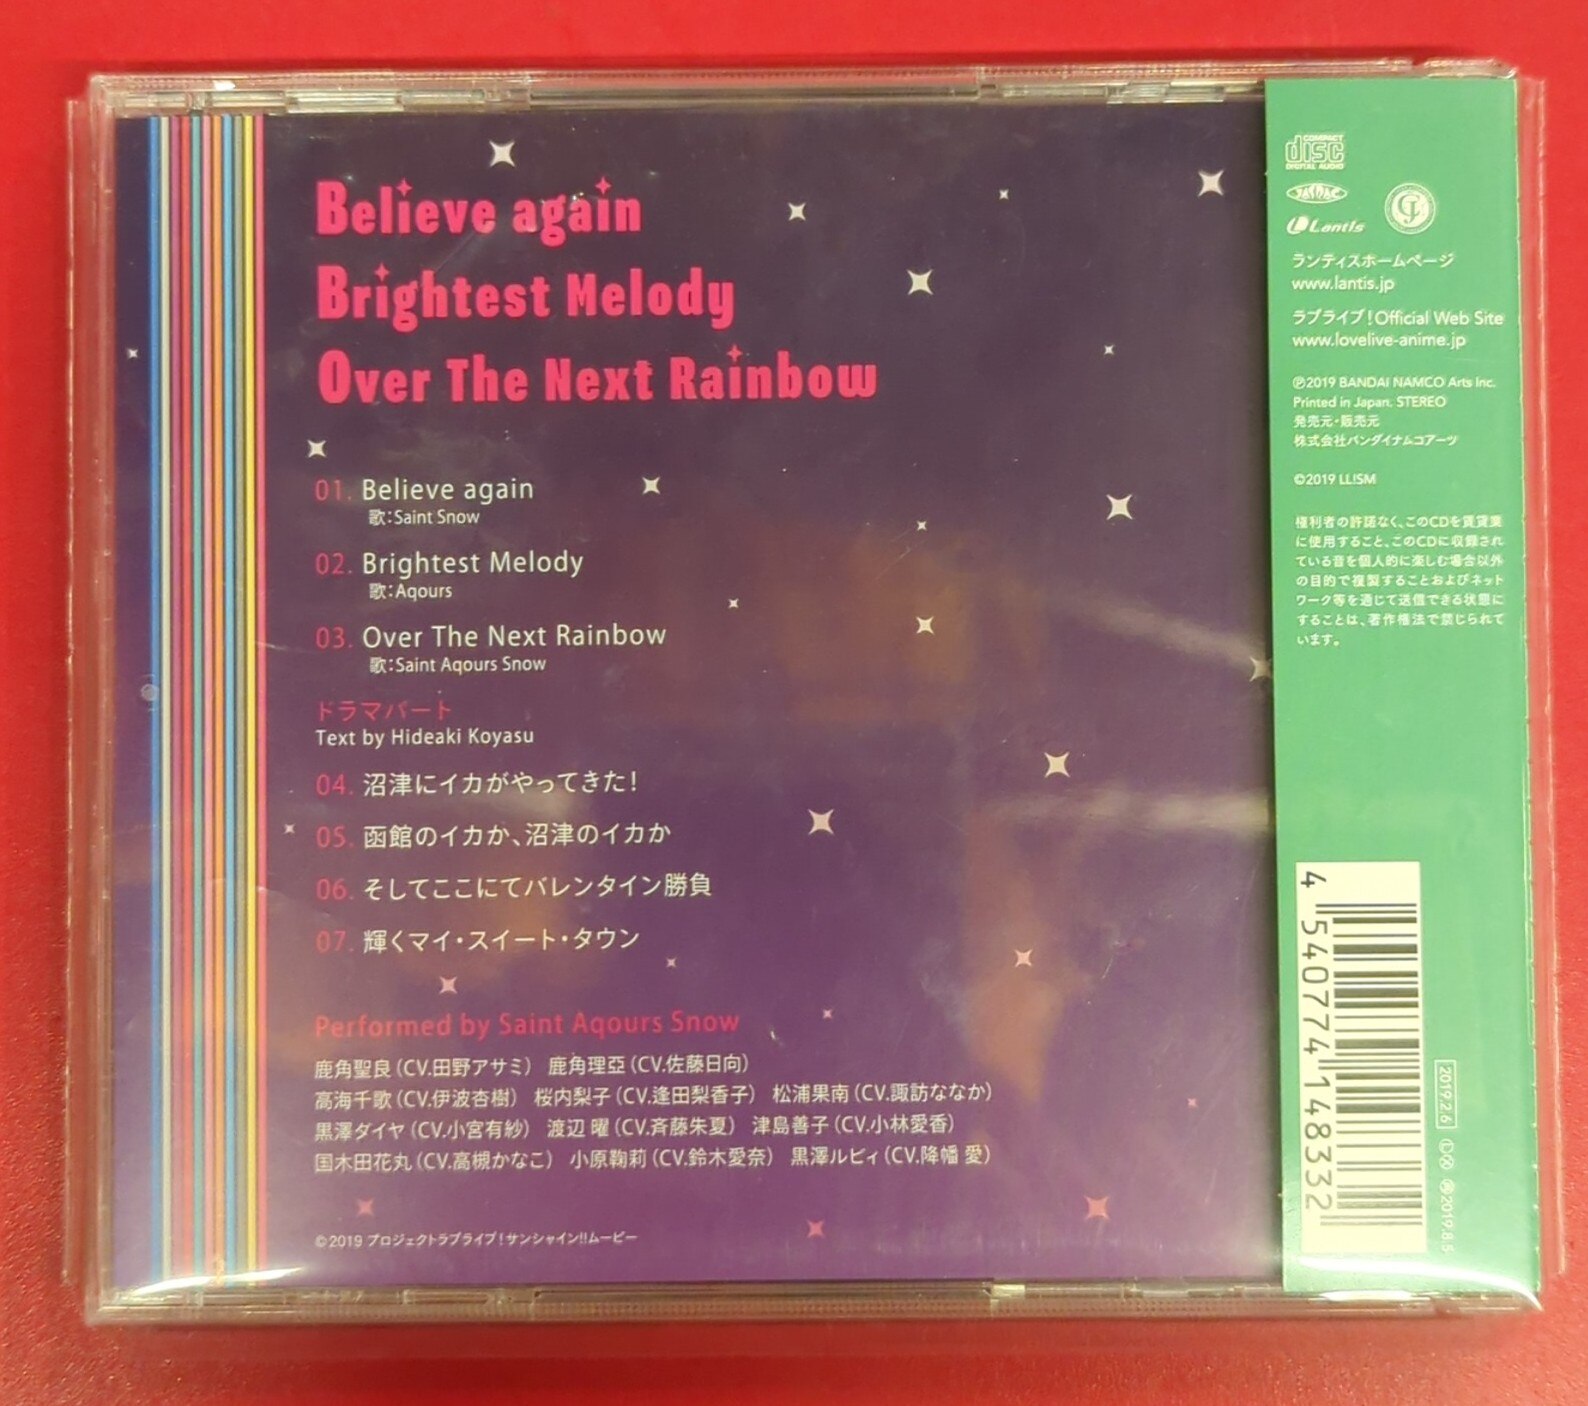 Believe again
Brightest Melody
Over The Next Rainbow
01. Believe again
歌:Saint Snow
02. Brightest Melody
歌:Aqours
03. Over The Next Rainbow
歌:Saint Aqours Snow
ドラマパート
Text by Hideaki Koyasu
04. 沼津にイカがやってきた!
05. 函館のイカか、沼津のイカか
06. そしてここにてバレンタイン勝負
07. 輝くマイ・スイート・タウン
Performed by Saint Aqours Snow
鹿角聖良(CV.田野アサミ) 鹿角理亞(CV.佐藤日向)
高海千歌(CV.伊波杏樹) 桜内梨子(CV.逢田梨香子) 松浦果南(CV.諏訪ななか)
黒澤ダイヤ(CV.小宮有紗) 渡辺 曜(CV.斉藤朱夏) 津島善子(CV.小林愛香)
国木田花丸(CV.高槻かなこ) 小原鞠莉(CV.鈴木愛奈) 黒澤ルビィ(CV.降幡 愛)
©2019 プロジェクトラブライブ!サンシャイン!!ムービー
COMPACT
disc
DIGITAL AUDIO
JASRAC
Lantis
ランティスホームページ
www.lantis.jp
ラブライブ!Official Web Site
www.lovelive-anime.jp
℗2019 BANDAI NAMCO Arts Inc.
Printed in Japan. STEREO
発売元・販売元
株式会社バンダイナムコアーツ
©2019 LLISM
権利者の許諾なく、このCDを賃貸業
に使用すること、このCDに収録され
ている音を個人的に楽しむ場合以外
の目的で複製することおよびネット
ワーク等を通じて送信できる状態に
することは、著作権法で禁じられて
います。
4 540774 148332
2019.2.6 2019.8.5